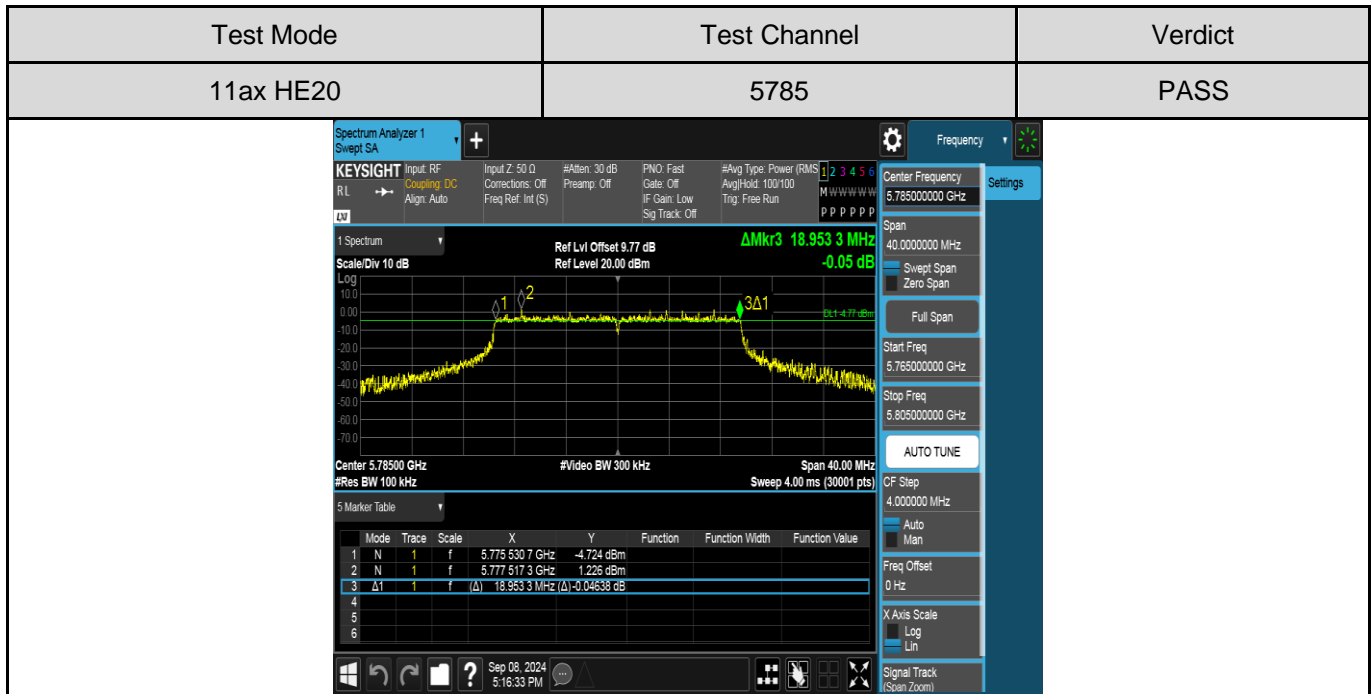 Test Mode Test Channel Verdict
11ax HE20 5785 PASS
Spectrum Analyzer 1
Swept SA
+
Frequency
KEYSIGHT Input: RF Input Z: 50 Ω #Atten: 30 dB PNO: Fast #Avg Type: Power (RMS 1 2 3 4 5 6
RL Coupling: DC Corrections: Off Preamp: Off Gate: Off Avg|Hold: 100/100 M W W W W W
Align: Auto Freq Ref: Int (S) IF Gain: Low Trig: Free Run
LXI Sig Track: Off P P P P P P
1 Spectrum Ref Lvl Offset 9.77 dB ΔMkr3 18.953 3 MHz
Scale/Div 10 dB Ref Level 20.00 dBm -0.05 dB
Log
10.0
0.00
-10.0
-20.0
-30.0
-40.0
-50.0
-60.0
-70.0
1 2 3Δ1
DL1 -4.77 dBm
Center 5.78500 GHz #Video BW 300 kHz Span 40.00 MHz
#Res BW 100 kHz Sweep 4.00 ms (30001 pts)
5 Marker Table
Mode Trace Scale X Y Function Function Width Function Value
1 N 1 f 5.775 530 7 GHz -4.724 dBm
2 N 1 f 5.777 517 3 GHz 1.226 dBm
3 Δ1 1 f (Δ) 18.953 3 MHz (Δ) -0.04638 dB
4
5
6
?
Sep 08, 2024
5:16:33 PM
Center Frequency
5.785000000 GHz
Settings
Span
40.0000000 MHz
Swept Span
Zero Span
Full Span
Start Freq
5.765000000 GHz
Stop Freq
5.805000000 GHz
AUTO TUNE
CF Step
4.000000 MHz
Auto
Man
Freq Offset
0 Hz
X Axis Scale
Log
Lin
Signal Track
(Span Zoom)